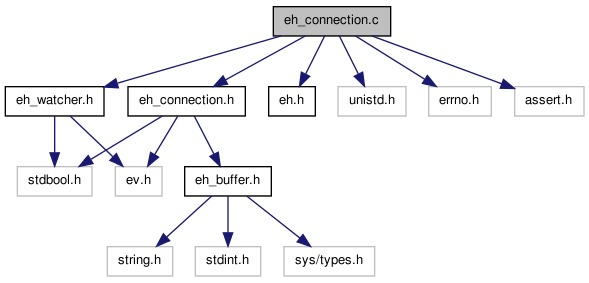 eh_connection.c
eh_watcher.h
eh_connection.h
eh.h
unistd.h
errno.h
assert.h
stdbool.h
ev.h
eh_buffer.h
string.h
stdint.h
sys/types.h